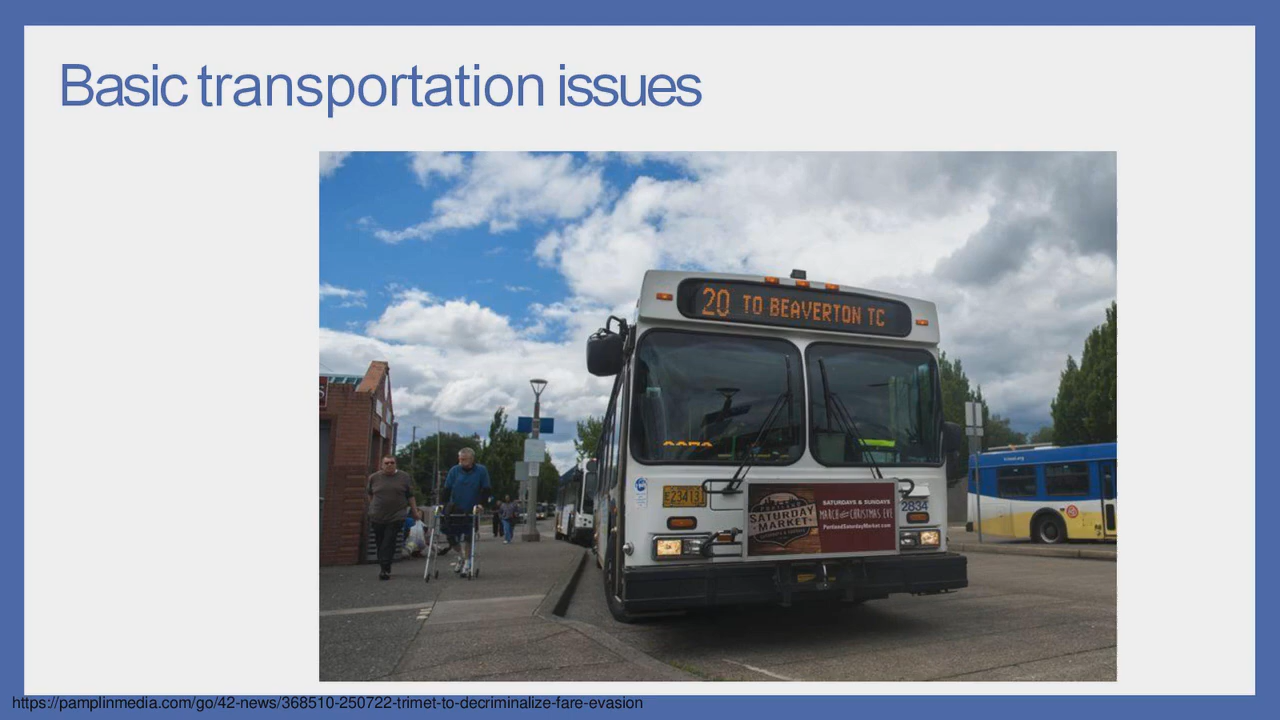 Basic transportation issues
20 TO BEAVERTON TC
SATURDAY
MARKET
SATURDAYS & SUNDAYS
MARCH thru CHRISTMAS EVE
PortlandSaturdayMarket.com
E234131
2834
https://pamplinmedia.com/go/42-news/368510-250722-trimet-to-decriminalize-fare-evasion